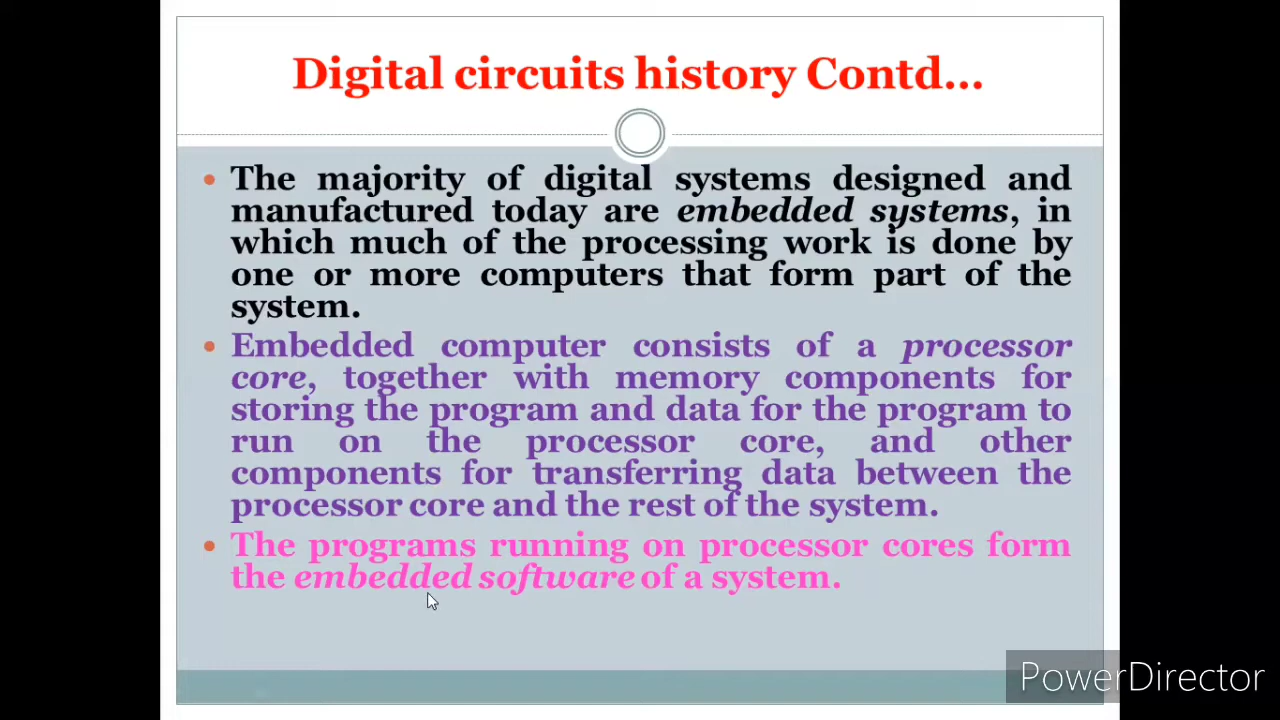 Digital circuits history Contd...
• The majority of digital systems designed and
manufactured today are embedded systems, in
which much of the processing work is done by
one or more computers that form part of the
system.
• Embedded computer consists of a processor
core, together with memory components for
storing the program and data for the program to
run on the processor core, and other
components for transferring data between the
processor core and the rest of the system.
• The programs running on processor cores form
the embedded software of a system.
PowerDirector